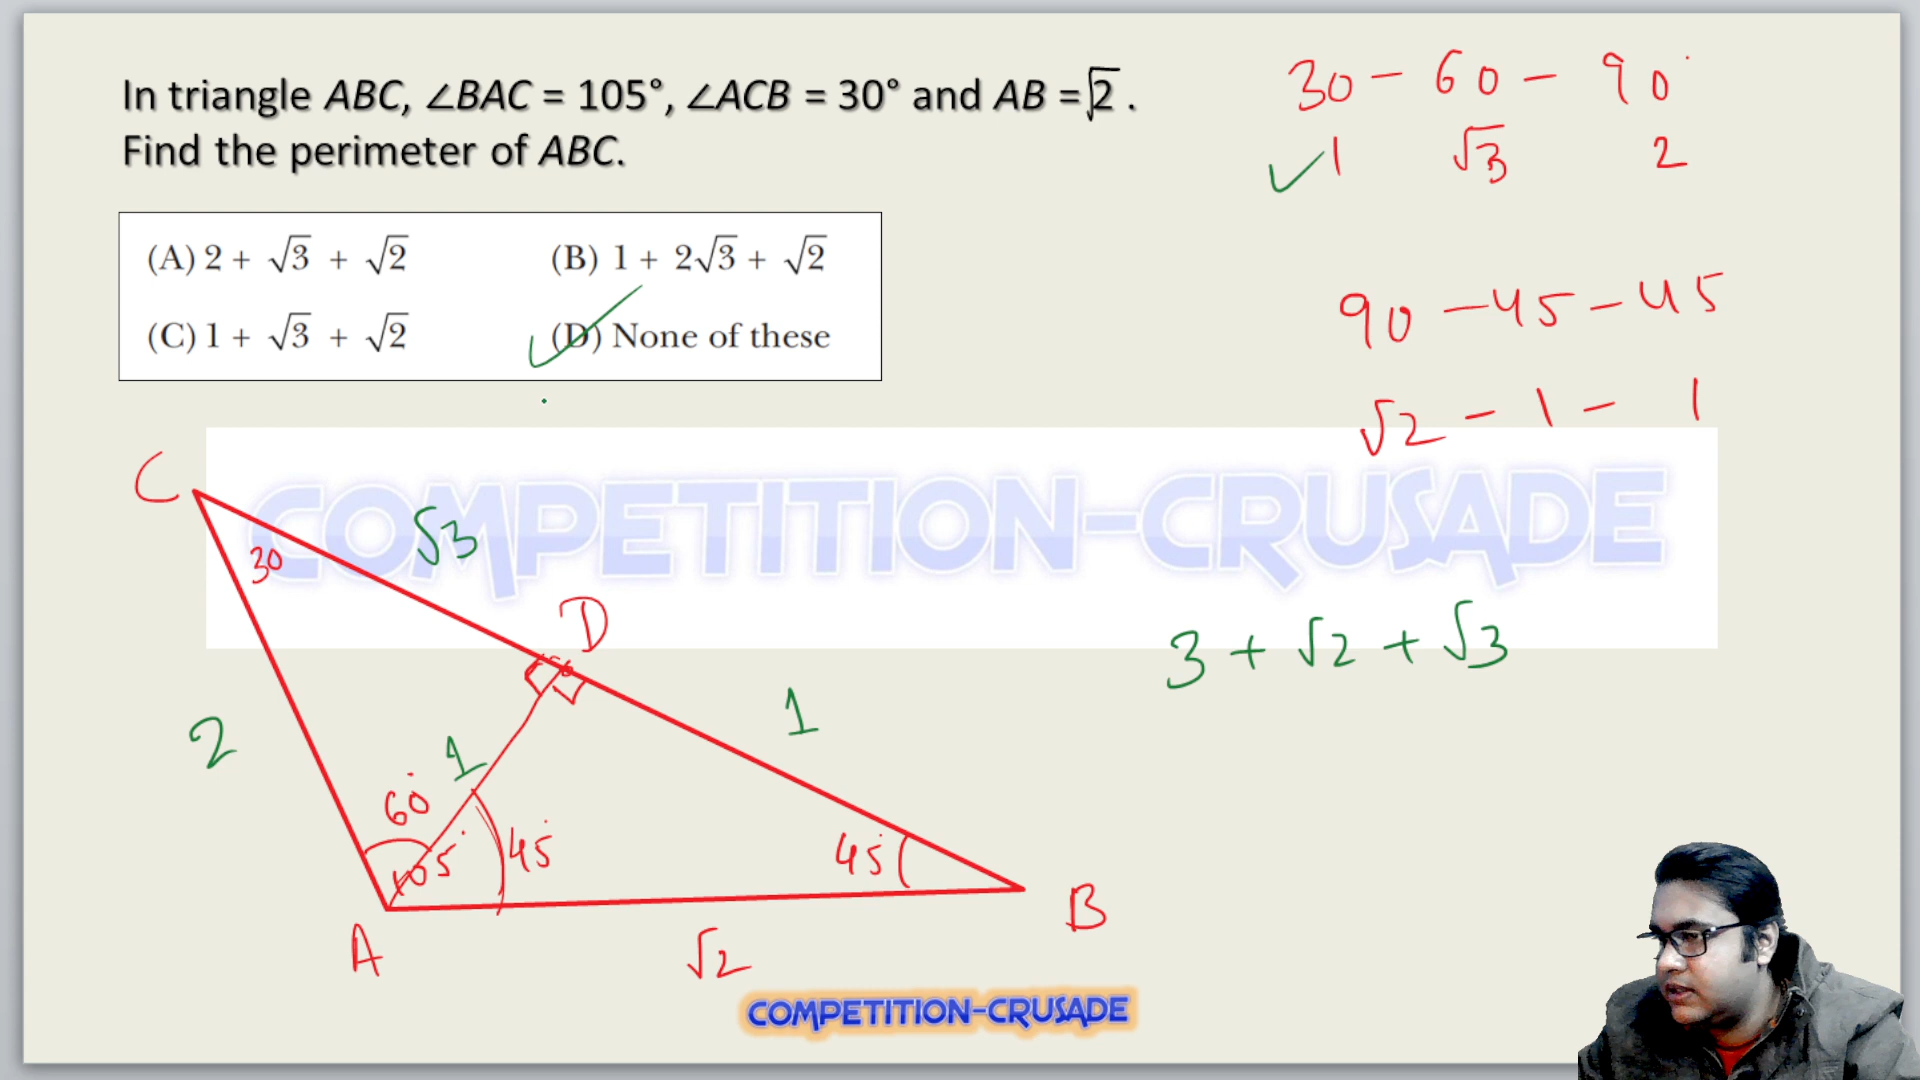 In triangle ABC, ∠BAC = 105°, ∠ACB = 30° and AB = √2 .
Find the perimeter of ABC.
(A) 2 + √3 + √2
(B) 1 + 2√3 + √2
(C) 1 + √3 + √2
(D) None of these
30 - 60 - 90°
1 √3 2
90 - 45 - 45
√2 - 1 - 1
COMPETITION-CRUSADE
C
30
√3
D
3 + √2 + √3
2
1
1
60°
105°
45°
45°
A
B
√2
COMPETITION-CRUSADE